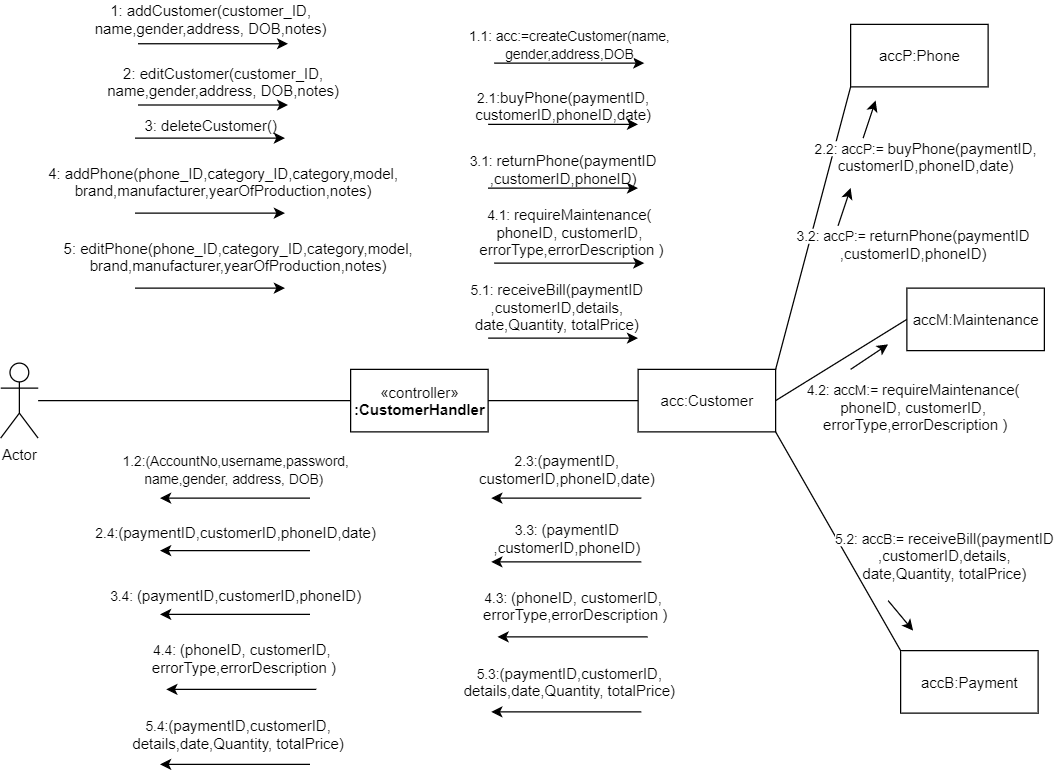 1: addCustomer(customer_ID,
name,gender,address, DOB,notes)
2: editCustomer(customer_ID,
name,gender,address, DOB,notes)
3: deleteCustomer()
4: addPhone(phone_ID,category_ID,category,model,
brand,manufacturer,yearOfProduction,notes)
5: editPhone(phone_ID,category_ID,category,model,
brand,manufacturer,yearOfProduction,notes)
1.1: acc:=createCustomer(name,
gender,address,DOB
2.1:buyPhone(paymentID,
customerID,phoneID,date)
3.1: returnPhone(paymentID
,customerID,phoneID)
4.1: requireMaintenance(
phoneID, customerID,
errorType,errorDescription )
5.1: receiveBill(paymentID
,customerID,details,
date,Quantity, totalPrice)
accP:Phone
2.2: accP:= buyPhone(paymentID,
customerID,phoneID,date)
3.2: accP:= returnPhone(paymentID
,customerID,phoneID)
accM:Maintenance
4.2: accM:= requireMaintenance(
phoneID, customerID,
errorType,errorDescription )
Actor
«controller»
:CustomerHandler
acc:Customer
1.2:(AccountNo,username,password,
name,gender, address, DOB)
2.4:(paymentID,customerID,phoneID,date)
3.4: (paymentID,customerID,phoneID)
4.4: (phoneID, customerID,
errorType,errorDescription )
5.4:(paymentID,customerID,
details,date,Quantity, totalPrice)
2.3:(paymentID,
customerID,phoneID,date)
3.3: (paymentID
,customerID,phoneID)
4.3: (phoneID, customerID,
errorType,errorDescription )
5.3:(paymentID,customerID,
details,date,Quantity, totalPrice)
5.2: accB:= receiveBill(paymentID
,customerID,details,
date,Quantity, totalPrice)
accB:Payment